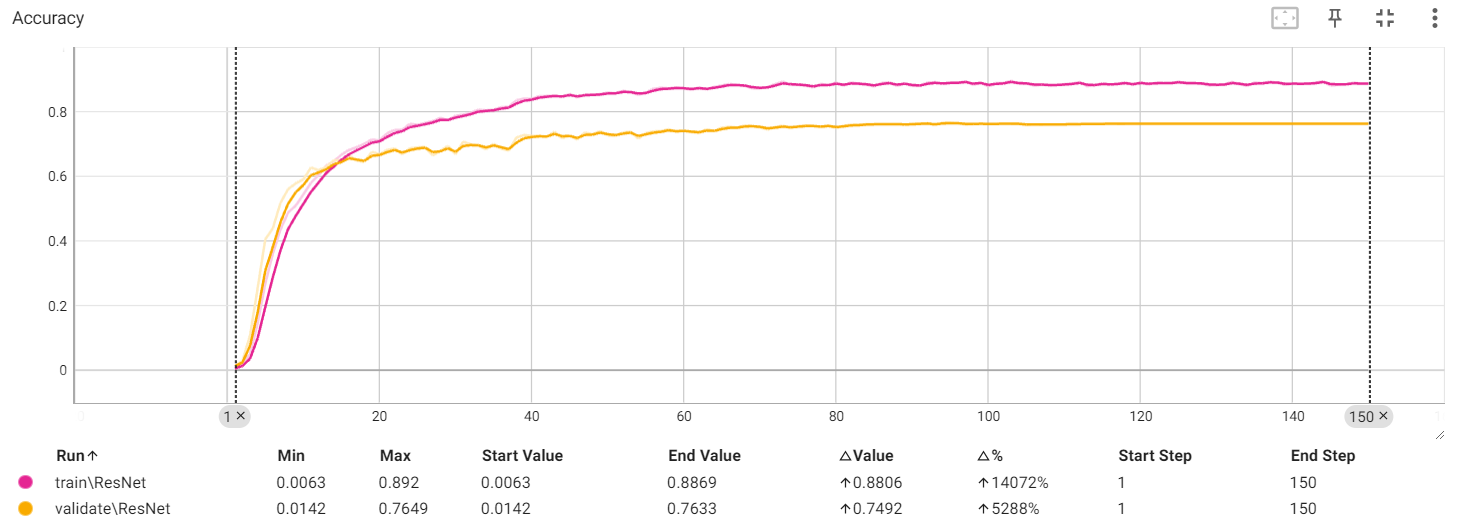 Accuracy
0.8
0.6
0.4
0.2
0
1 × 20 40 60 80 100 120 140 150 ×
Run↑ Min Max Start Value End Value △Value △% Start Step End Step
train\ResNet 0.0063 0.892 0.0063 0.8869 ↑0.8806 ↑14072% 1 150
validate\ResNet 0.0142 0.7649 0.0142 0.7633 ↑0.7492 ↑5288% 1 150